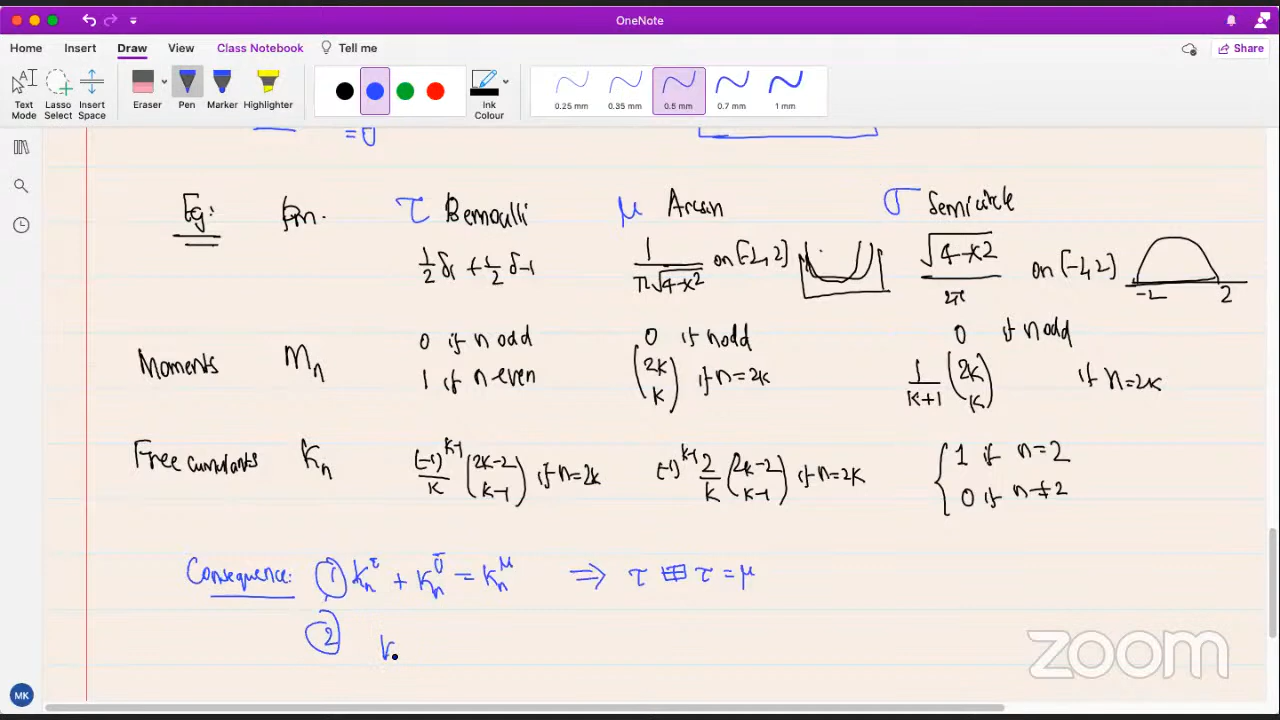 OneNote
Home Insert Draw View Class Notebook Tell me
Share
Text Mode
Lasso Select
Insert Space
Eraser
Pen
Marker
Highlighter
Ink Colour
0.25 mm 0.35 mm 0.5 mm 0.7 mm 1 mm
= 0
Eg: τ Bernoulli μ Arcsin σ Semicircle
½ δ₁ + ½ δ₋₁ 1/(π√(4-x²)) on [-2, 2] √(4-x²)/2π on [-2, 2] -2 2
0 if n odd 0 if n odd 0 if n odd
Moments Mₙ 1 if n even (2k k) if n=2k 1/(k+1) (2k k) if n=2k
Free cumulants Kₙ (-1)^(k-1)/k (2k-2 k-1) if n=2k (-1)^(k-1) 2/k (2k-2 k-1) if n=2k { 1 if n=2
0 if n≠2
Consequence: ① Kₙ^τ + Kₙ^τ = Kₙ^μ ⇒ τ ⊞ τ = μ
② K
zoom
MK